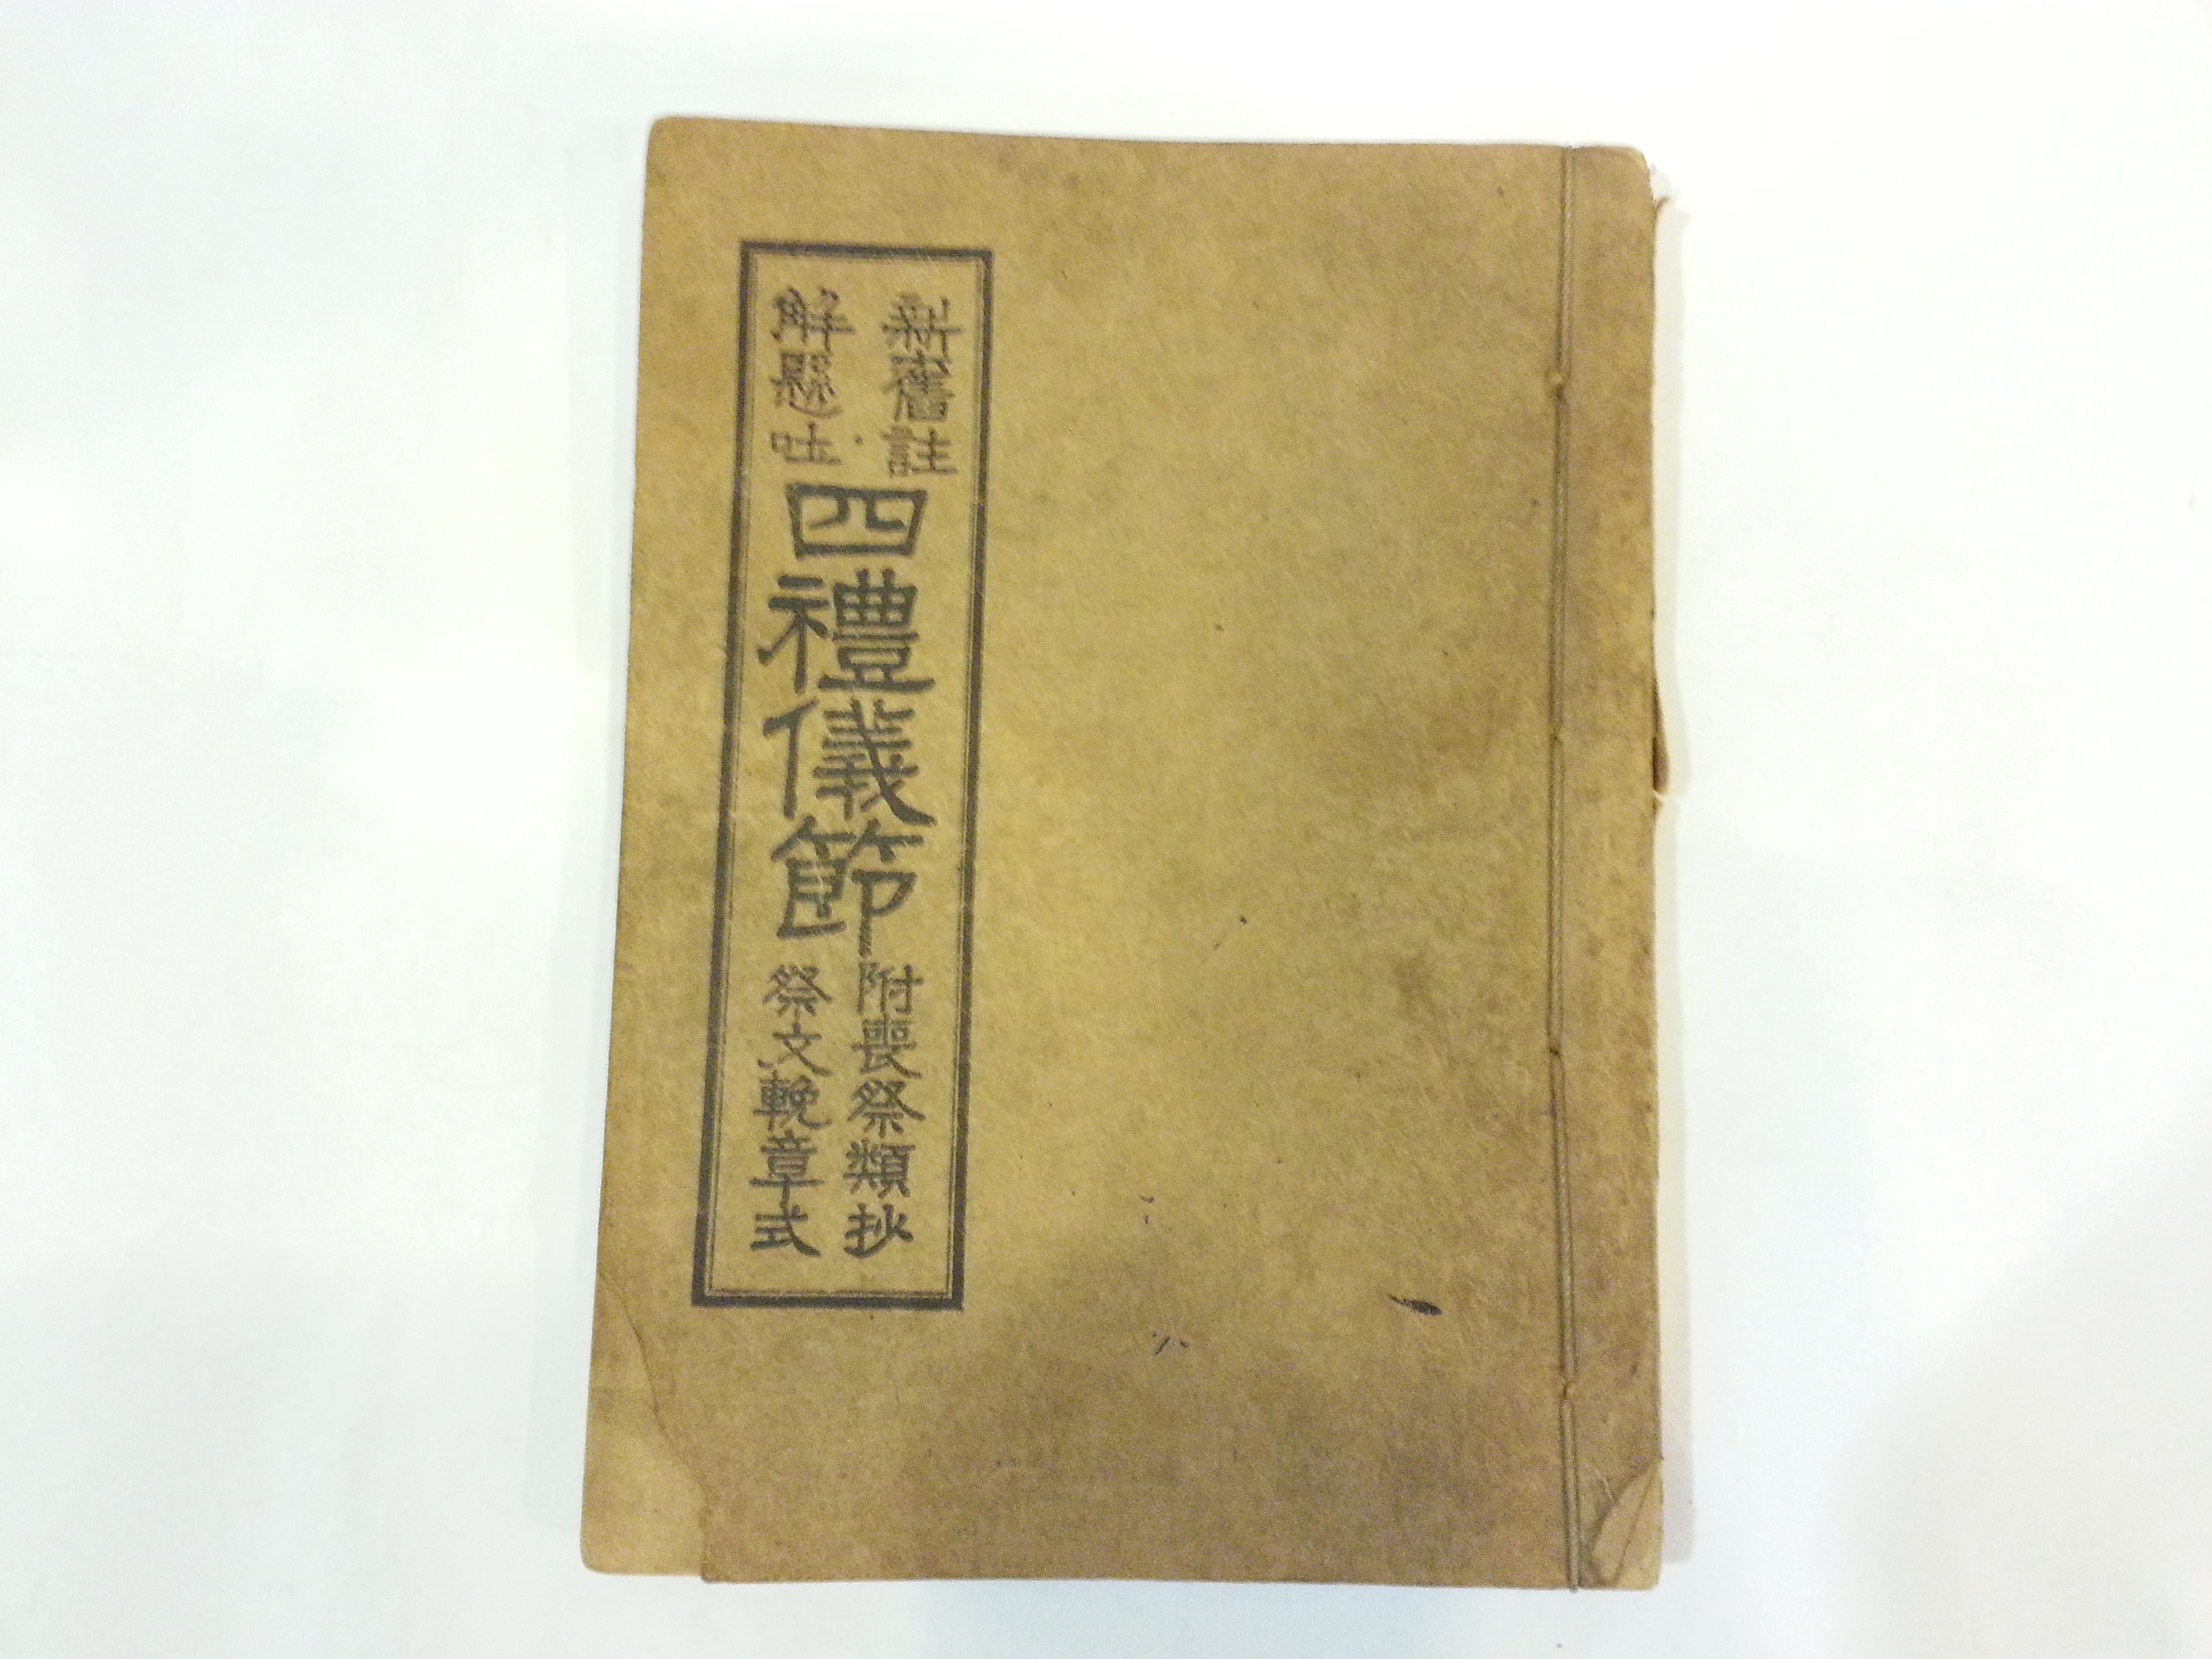 新舊註
解懸吐
四禮儀節
附喪祭類抄
祭文輓章式